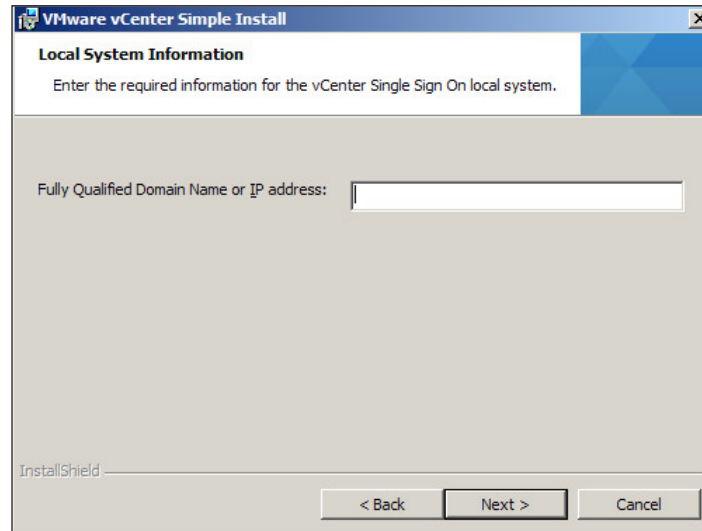 VMware vCenter Simple Install
Local System Information
Enter the required information for the vCenter Single Sign On local system.
Fully Qualified Domain Name or IP address:
InstallShield
< Back
Next >
Cancel